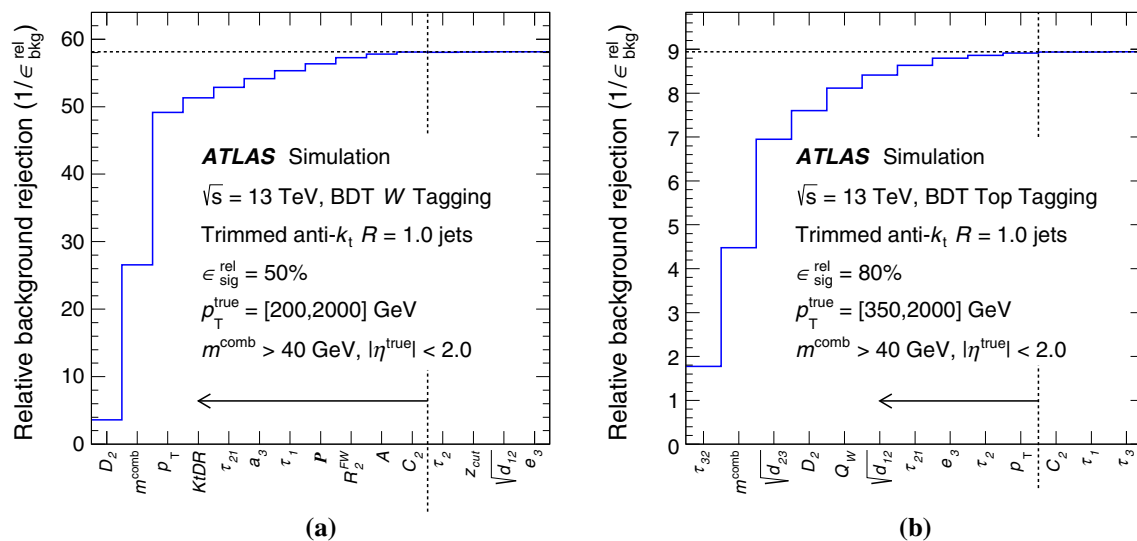 Relative background rejection (1/ϵ^rel_bkg)
60
50
40
30
20
10
0
ATLAS Simulation
√s = 13 TeV, BDT W Tagging
Trimmed anti-k_t R = 1.0 jets
ϵ^rel_sig = 50%
p_T^true = [200,2000] GeV
m^comb > 40 GeV, |η^true| < 2.0
D_2 m^comb p_T KtDR τ_21 a_3 τ_1 P R_2^FW A C_2 τ_2 z_cut √d_12 e_3
(a)
Relative background rejection (1/ϵ^rel_bkg)
9
8
7
6
5
4
3
2
1
0
ATLAS Simulation
√s = 13 TeV, BDT Top Tagging
Trimmed anti-k_t R = 1.0 jets
ϵ^rel_sig = 80%
p_T^true = [350,2000] GeV
m^comb > 40 GeV, |η^true| < 2.0
τ_32 m^comb √d_23 D_2 Q_W √d_12 τ_21 e_3 τ_2 p_T C_2 τ_1 τ_3
(b)